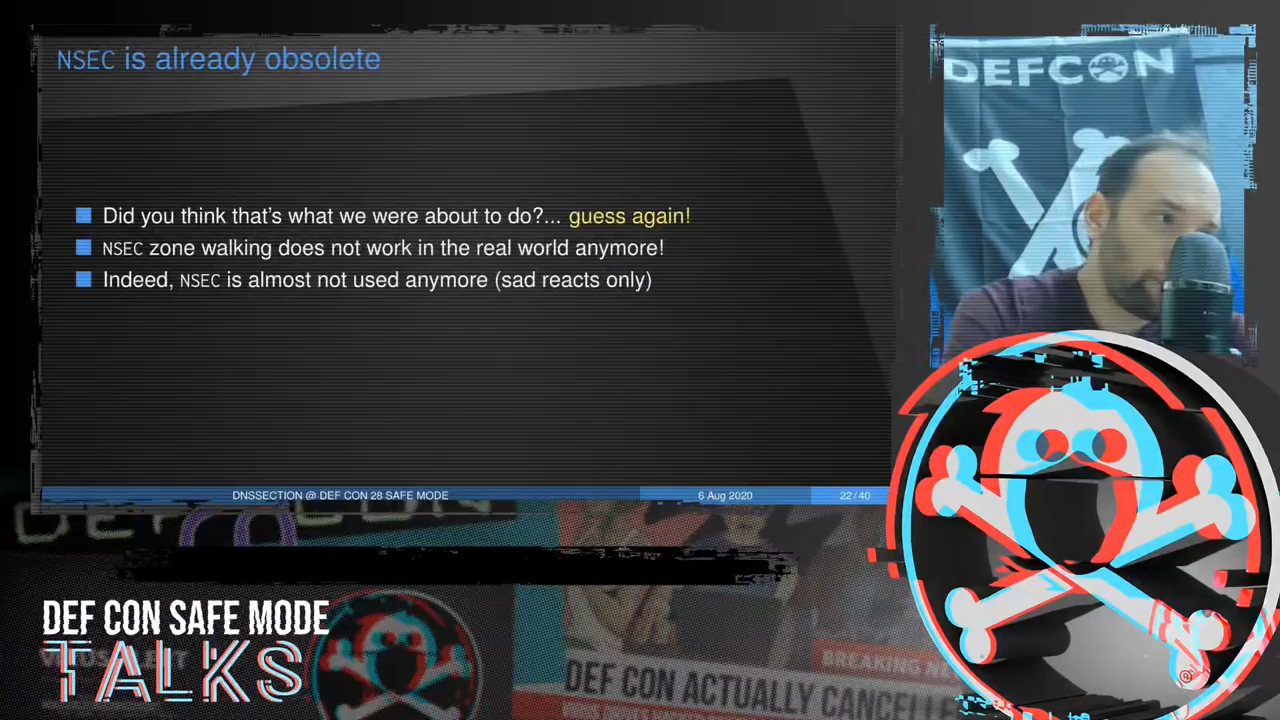 NSEC is already obsolete
DEFCON
Did you think that's what we were about to do?... guess again!
NSEC zone walking does not work in the real world anymore!
Indeed, NSEC is almost not used anymore (sad reacts only)
DNSSECTION @ DEF CON 28 SAFE MODE 6 Aug 2020 22 / 40
DEF CON
DEF CON SAFE MODE
TALKS
BREAKING NE
DEF CON ACTUALLY CANCELLE
®